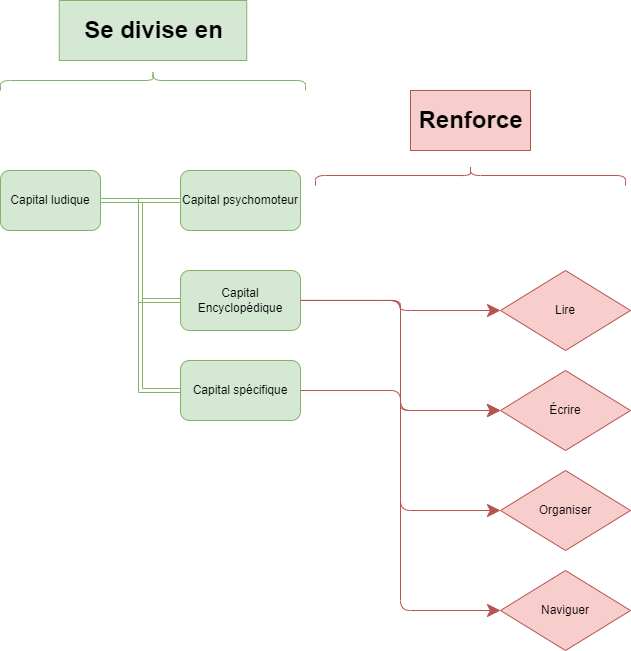 Se divise en
Renforce
Capital ludique
Capital psychomoteur
Capital
Encyclopédique
Lire
Capital spécifique
Écrire
Organiser
Naviguer